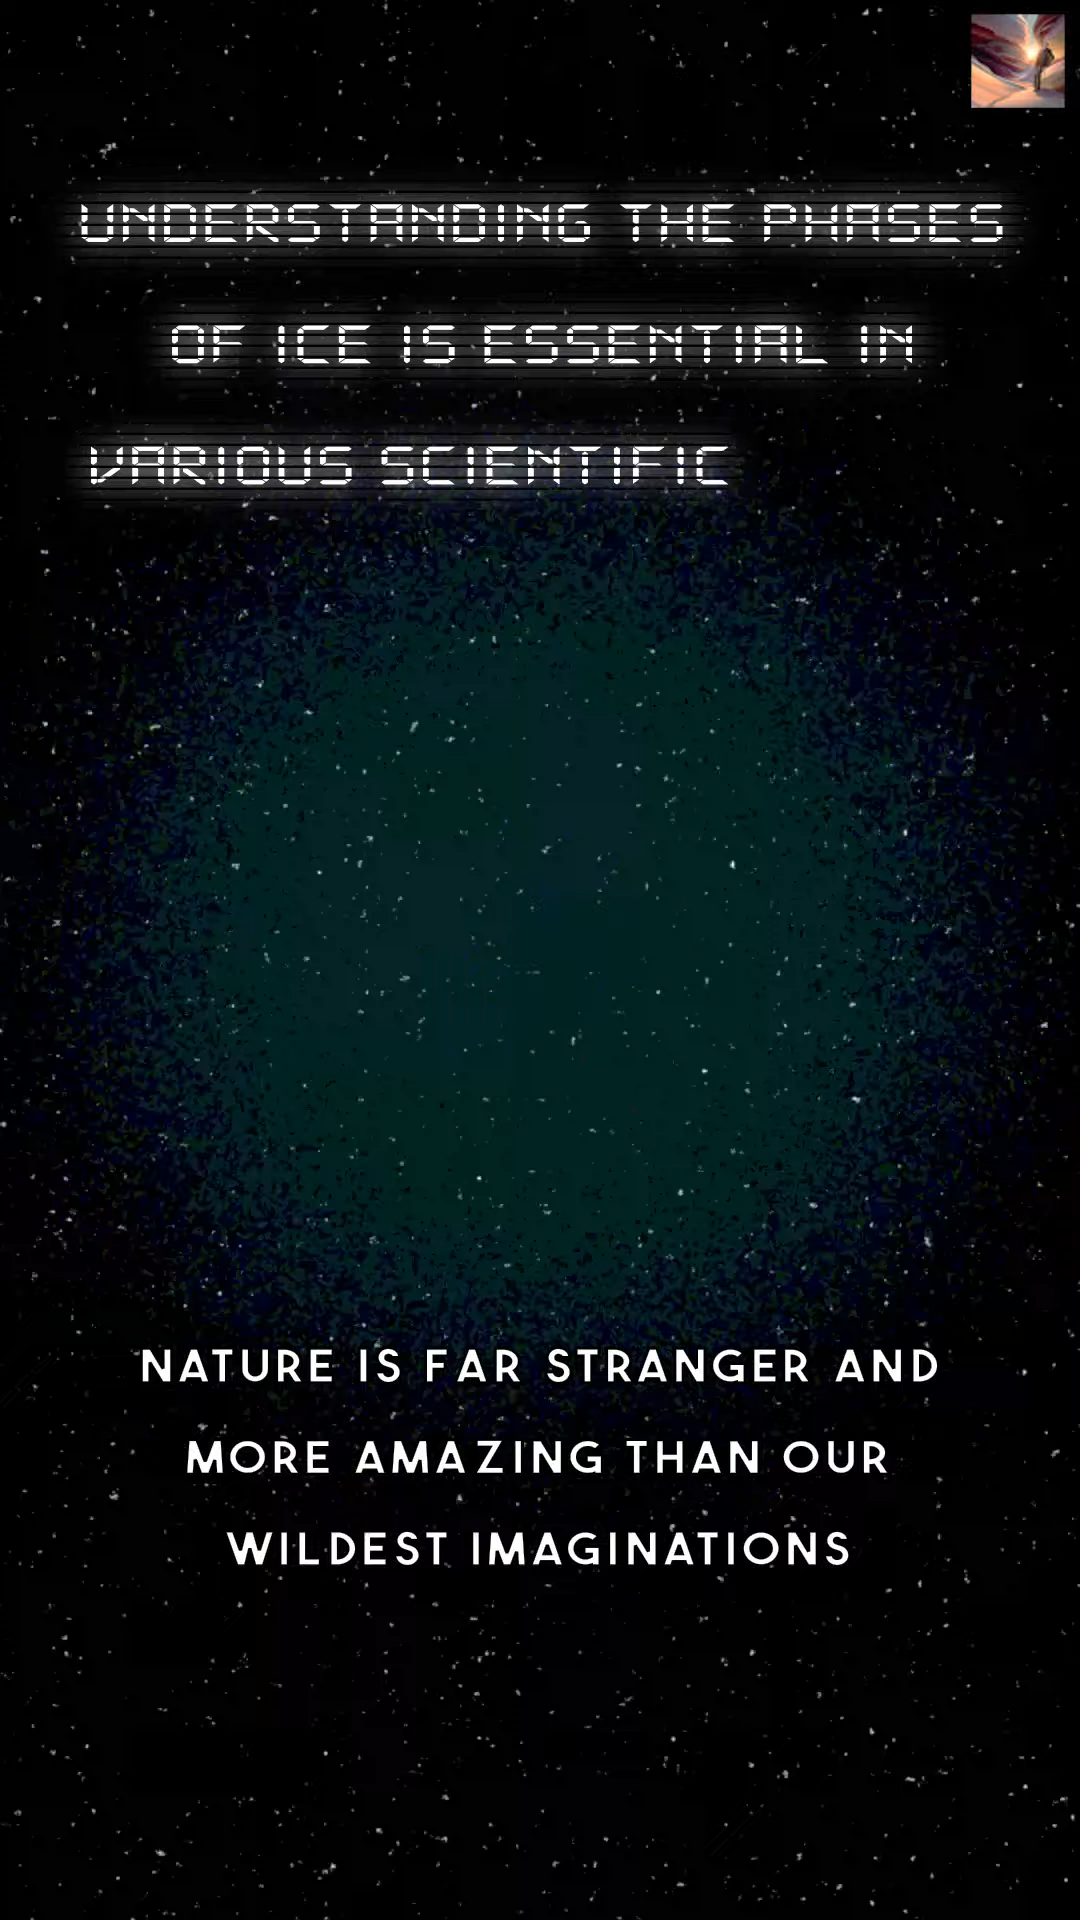 UNDERSTANDING THE PHASES
OF ICE IS ESSENTIAL IN
VARIOUS SCIENTIFIC
NATURE IS FAR STRANGER AND
MORE AMAZING THAN OUR
WILDEST IMAGINATIONS